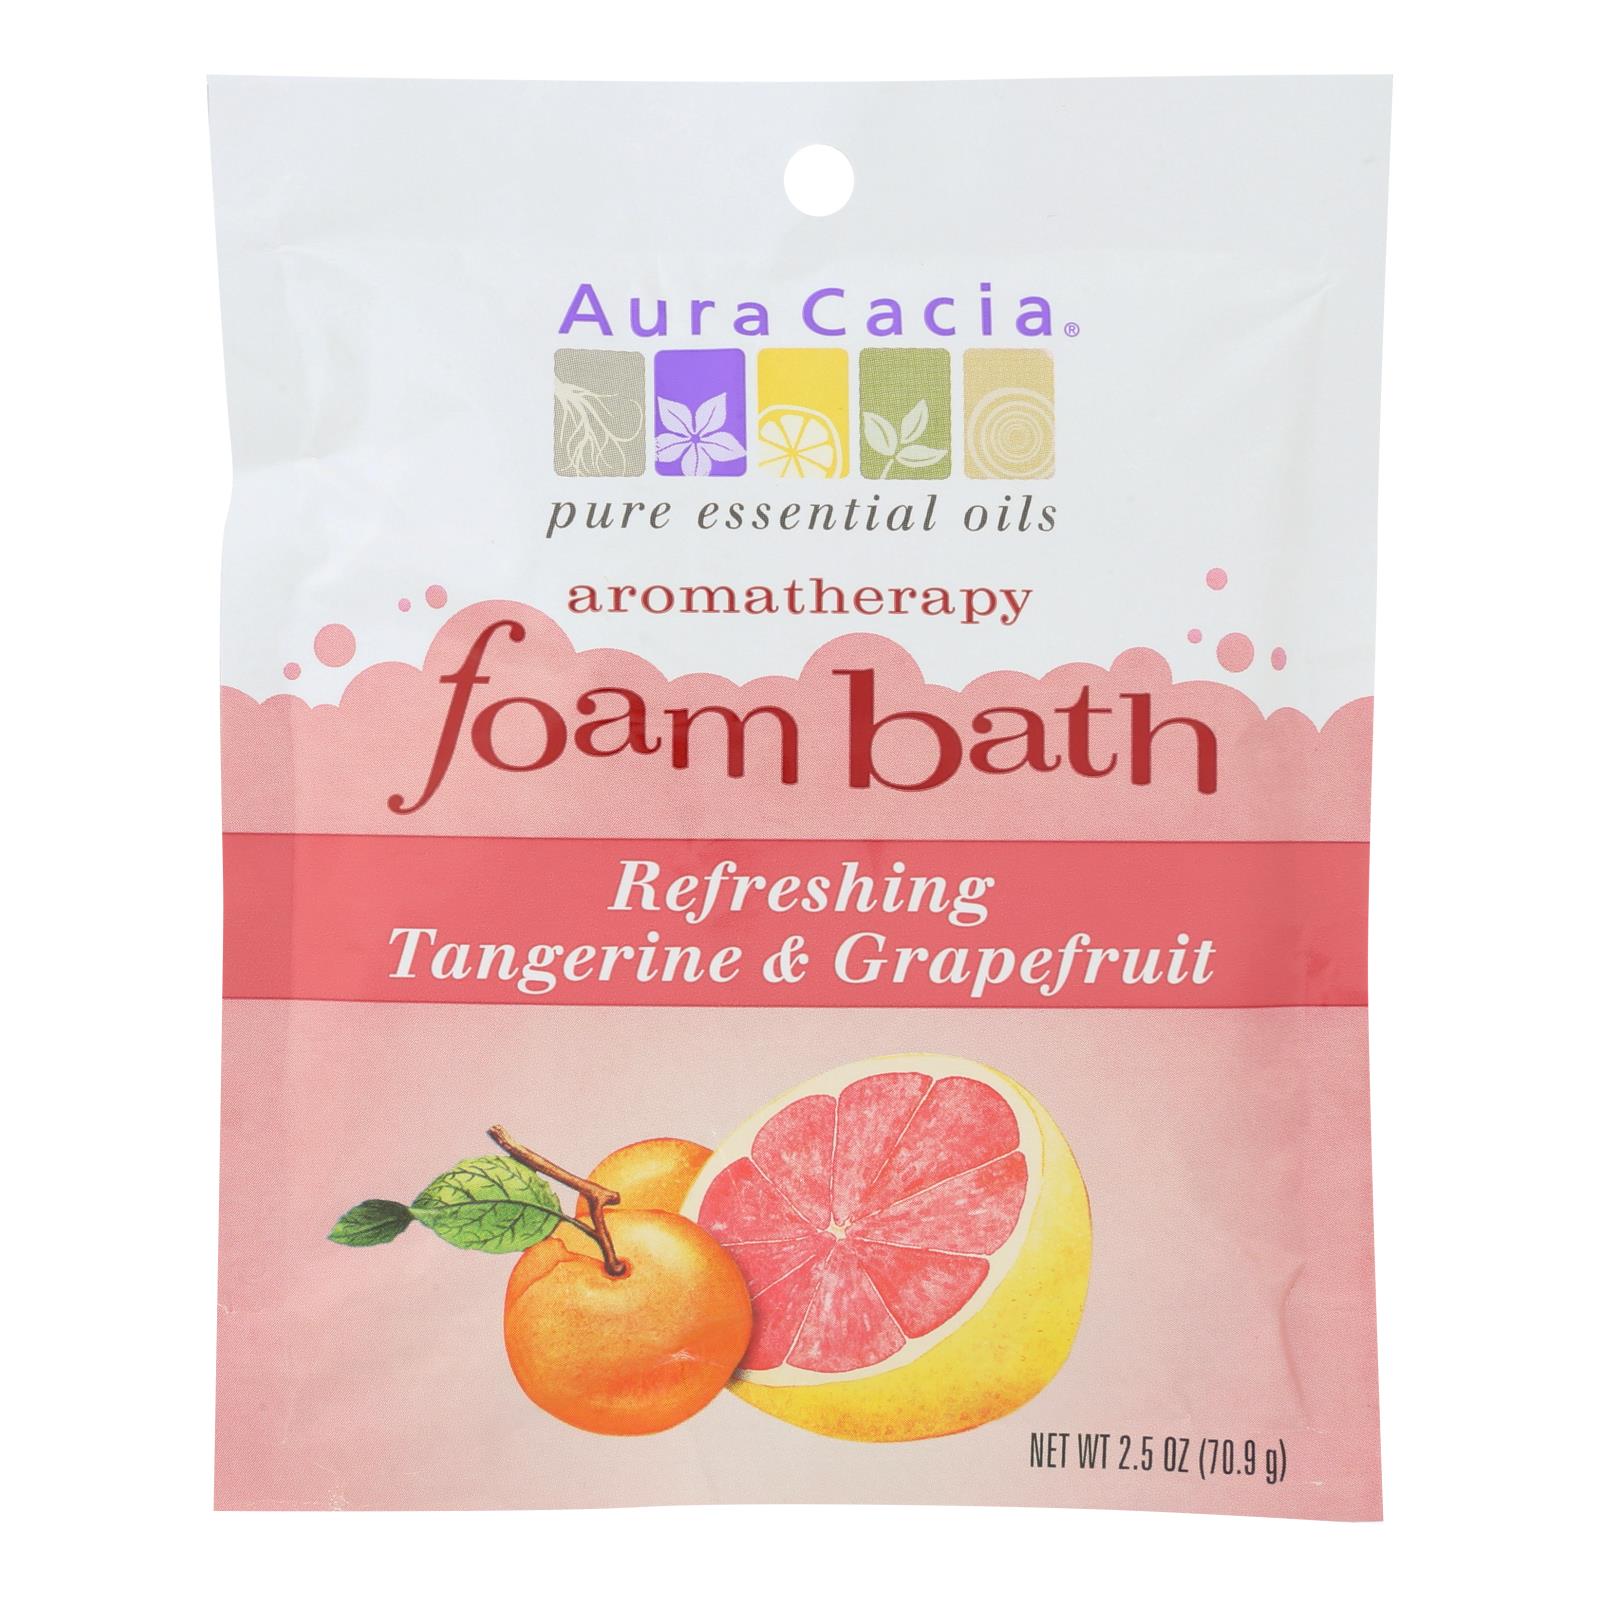 Aura Cacia®
pure essential oils
aromatherapy
foam bath
Refreshing
Tangerine & Grapefruit
NET WT 2.5 OZ (70.9 g)